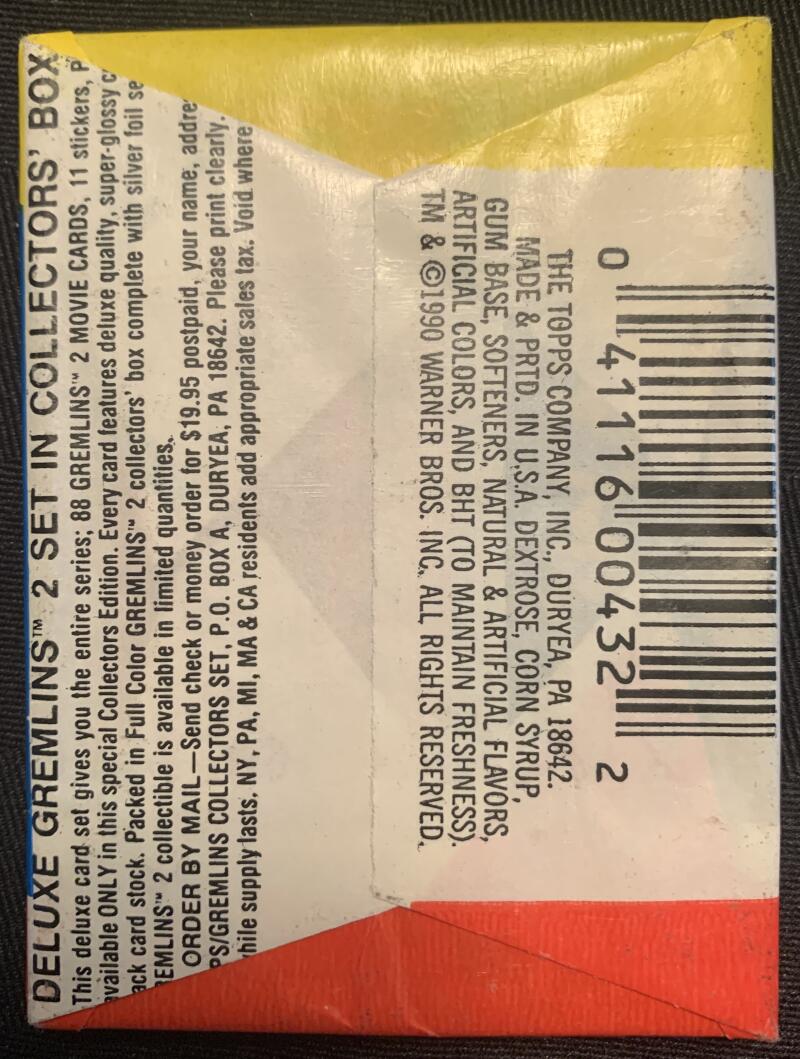 DELUXE GREMLINS™ 2 SET IN COLLECTORS' BOX
This deluxe card set gives you the entire series; 88 GREMLINS™ 2 MOVIE CARDS, 11 stickers, P
vailable ONLY in this special Collectors Edition. Every card features deluxe quality, super-glossy c
ack card stock. Packed in Full Color GREMLINS™ 2 collectors' box complete with silver foil se
EMLINS™ 2 collectible is available in limited quantities.
ORDER BY MAIL—Send check or money order for $19.95 postpaid, your name, addre
PS/GREMLINS COLLECTORS SET, P.O. BOX A, DURYEA, PA 18642. Please print clearly.
hile supply lasts. NY, PA, MI, MA & CA residents add appropriate sales tax. Void where
0 41116 00432 2
THE TOPPS COMPANY, INC., DURYEA, PA 18642.
MADE & PRTD. IN U.S.A. DEXTROSE, CORN SYRUP,
GUM BASE, SOFTENERS, NATURAL & ARTIFICIAL FLAVORS,
ARTIFICIAL COLORS, AND BHT (TO MAINTAIN FRESHNESS).
TM & ©1990 WARNER BROS. INC. ALL RIGHTS RESERVED.